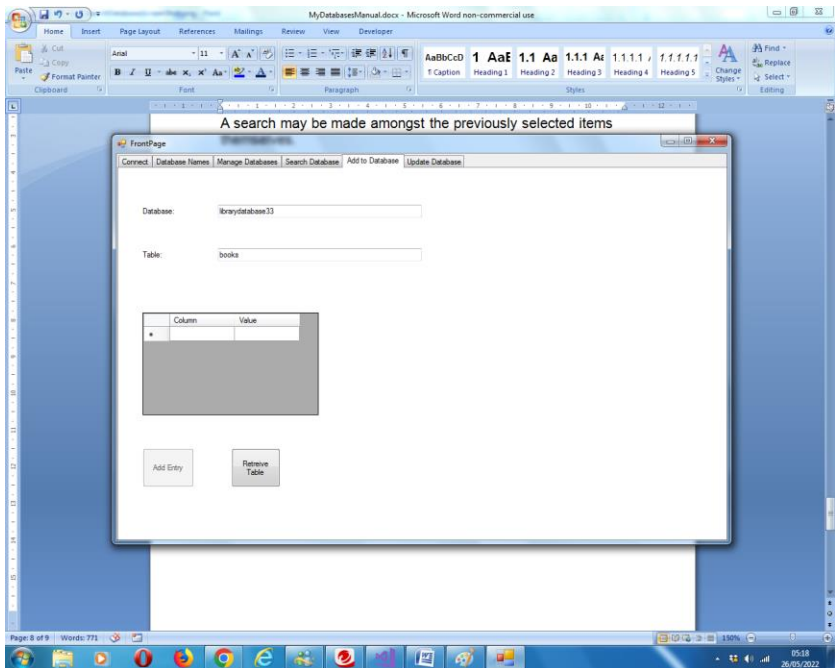 MyDatabasesManual.docx - Microsoft Word non-commercial use
Home Insert Page Layout References Mailings Review View Developer
Cut
Copy
Paste
Format Painter
Clipboard
Arial
11
Font
Paragraph
AaBbCcD 1 AaE 1.1 Aa 1.1.1 Aa 1.1.1.1 1.1.1.1.1
¶ Caption Heading 1 Heading 2 Heading 3 Heading 4 Heading 5
Change Styles
Styles
Find
Replace
Select
Editing
A search may be made amongst the previously selected items
themselves.
FrontPage
Connect Database Names Manage Databases Search Database Add to Database Update Database
Database: librarydatabase33
Table: books
Column Value
Add Entry
Retreive
Table
Page: 8 of 9 Words: 771
150%
05:18
26/05/2022